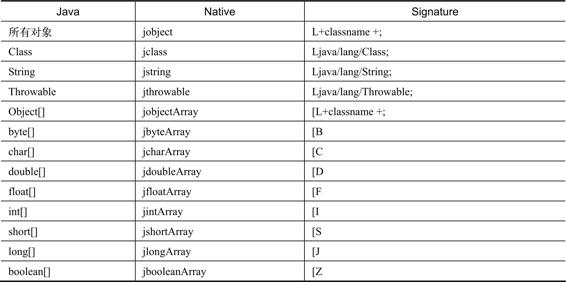 Java Native Signature
所有对象 jobject L+classname +;
Class jclass Ljava/lang/Class;
String jstring Ljava/lang/String;
Throwable jthrowable Ljava/lang/Throwable;
Object[] jobjectArray [L+classname +;
byte[] jbyteArray [B
char[] jcharArray [C
double[] jdoubleArray [D
float[] jfloatArray [F
int[] jintArray [I
short[] jshortArray [S
long[] jlongArray [J
boolean[] jbooleanArray [Z